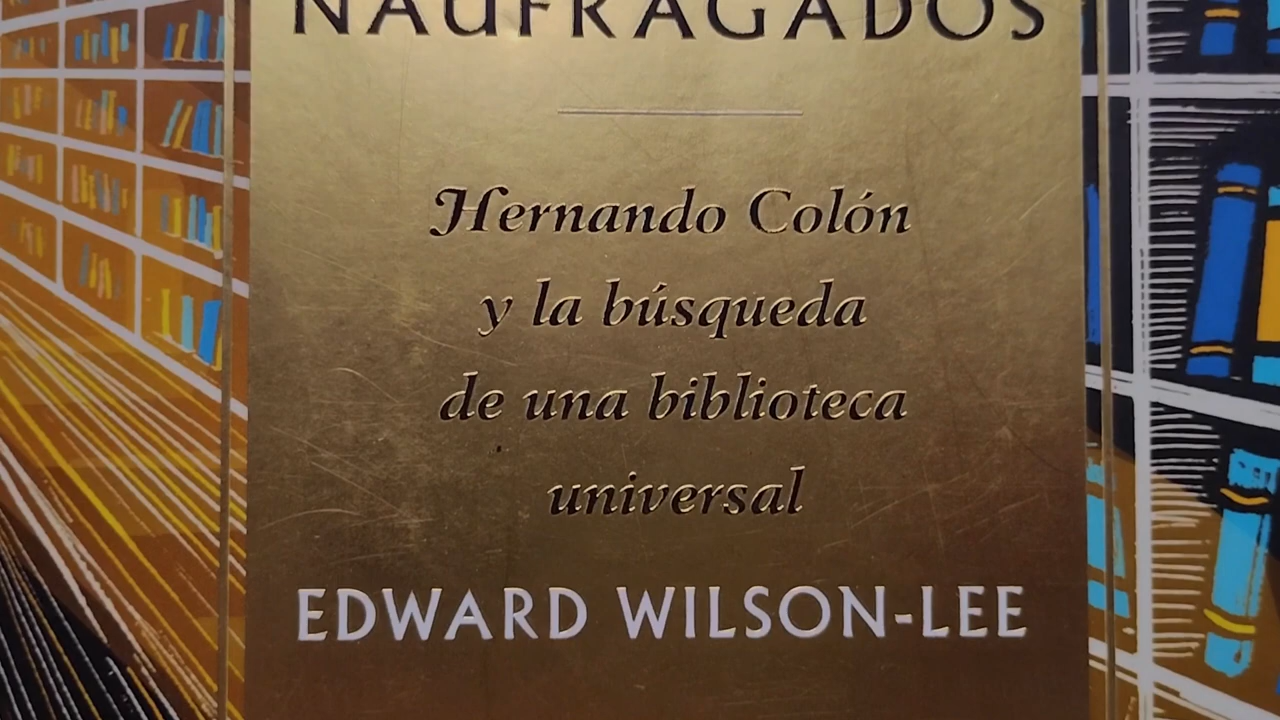 NAUFRAGADOS
Hernando Colón
y la búsqueda
de una biblioteca
universal
EDWARD WILSON-LEE